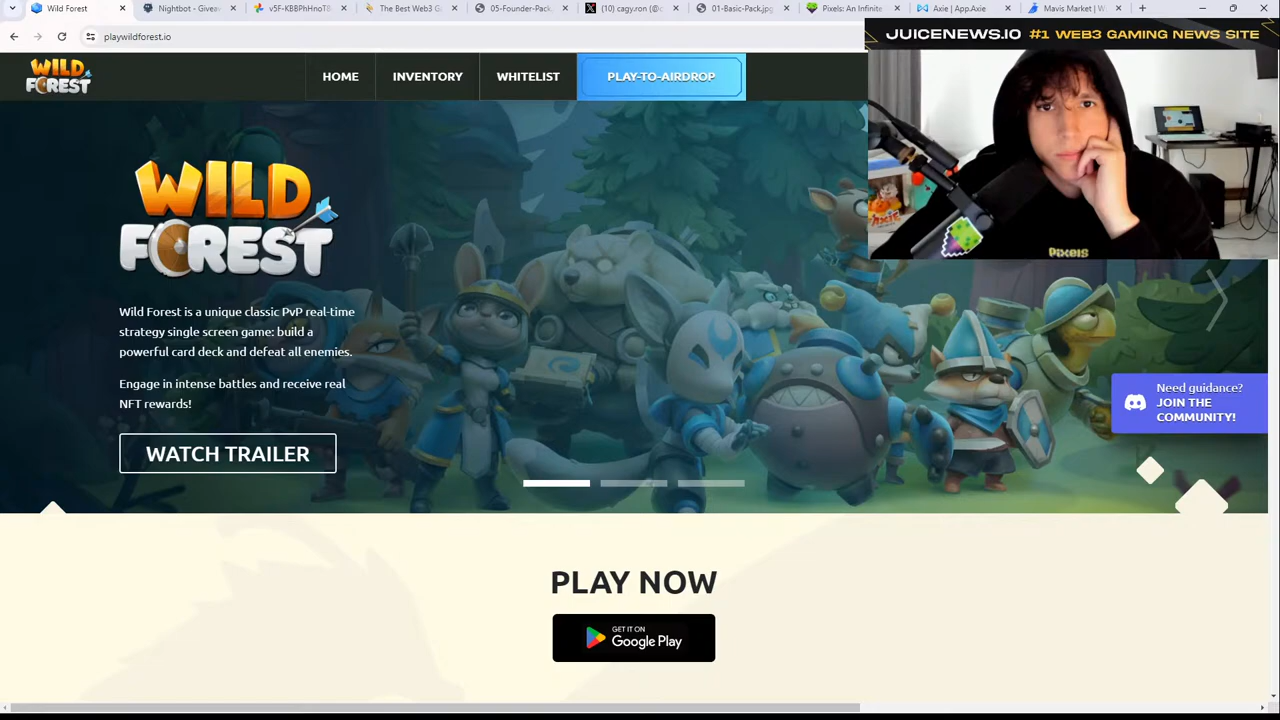 Wild Forest
Nightbot - Giveaw
v5F-KBBPhHnoT8
The Best Web3 G
05-Founder-Pack.
(10) cagy.ron (@c
01-Basic-Pack.jpg
Pixels: An Infinite
Axie | App.Axie
Mavis Market | W
playwildforest.io
JUICENEWS.IO #1 WEB3 GAMING NEWS SITE
WILD FOREST
HOME
INVENTORY
WHITELIST
PLAY-TO-AIRDROP
WILD
FOREST
Wild Forest is a unique classic PvP real-time
strategy single screen game: build a
powerful card deck and defeat all enemies.
Engage in intense battles and receive real
NFT rewards!
WATCH TRAILER
Pixels
Need guidance?
JOIN THE
COMMUNITY!
PLAY NOW
GET IT ON
Google Play